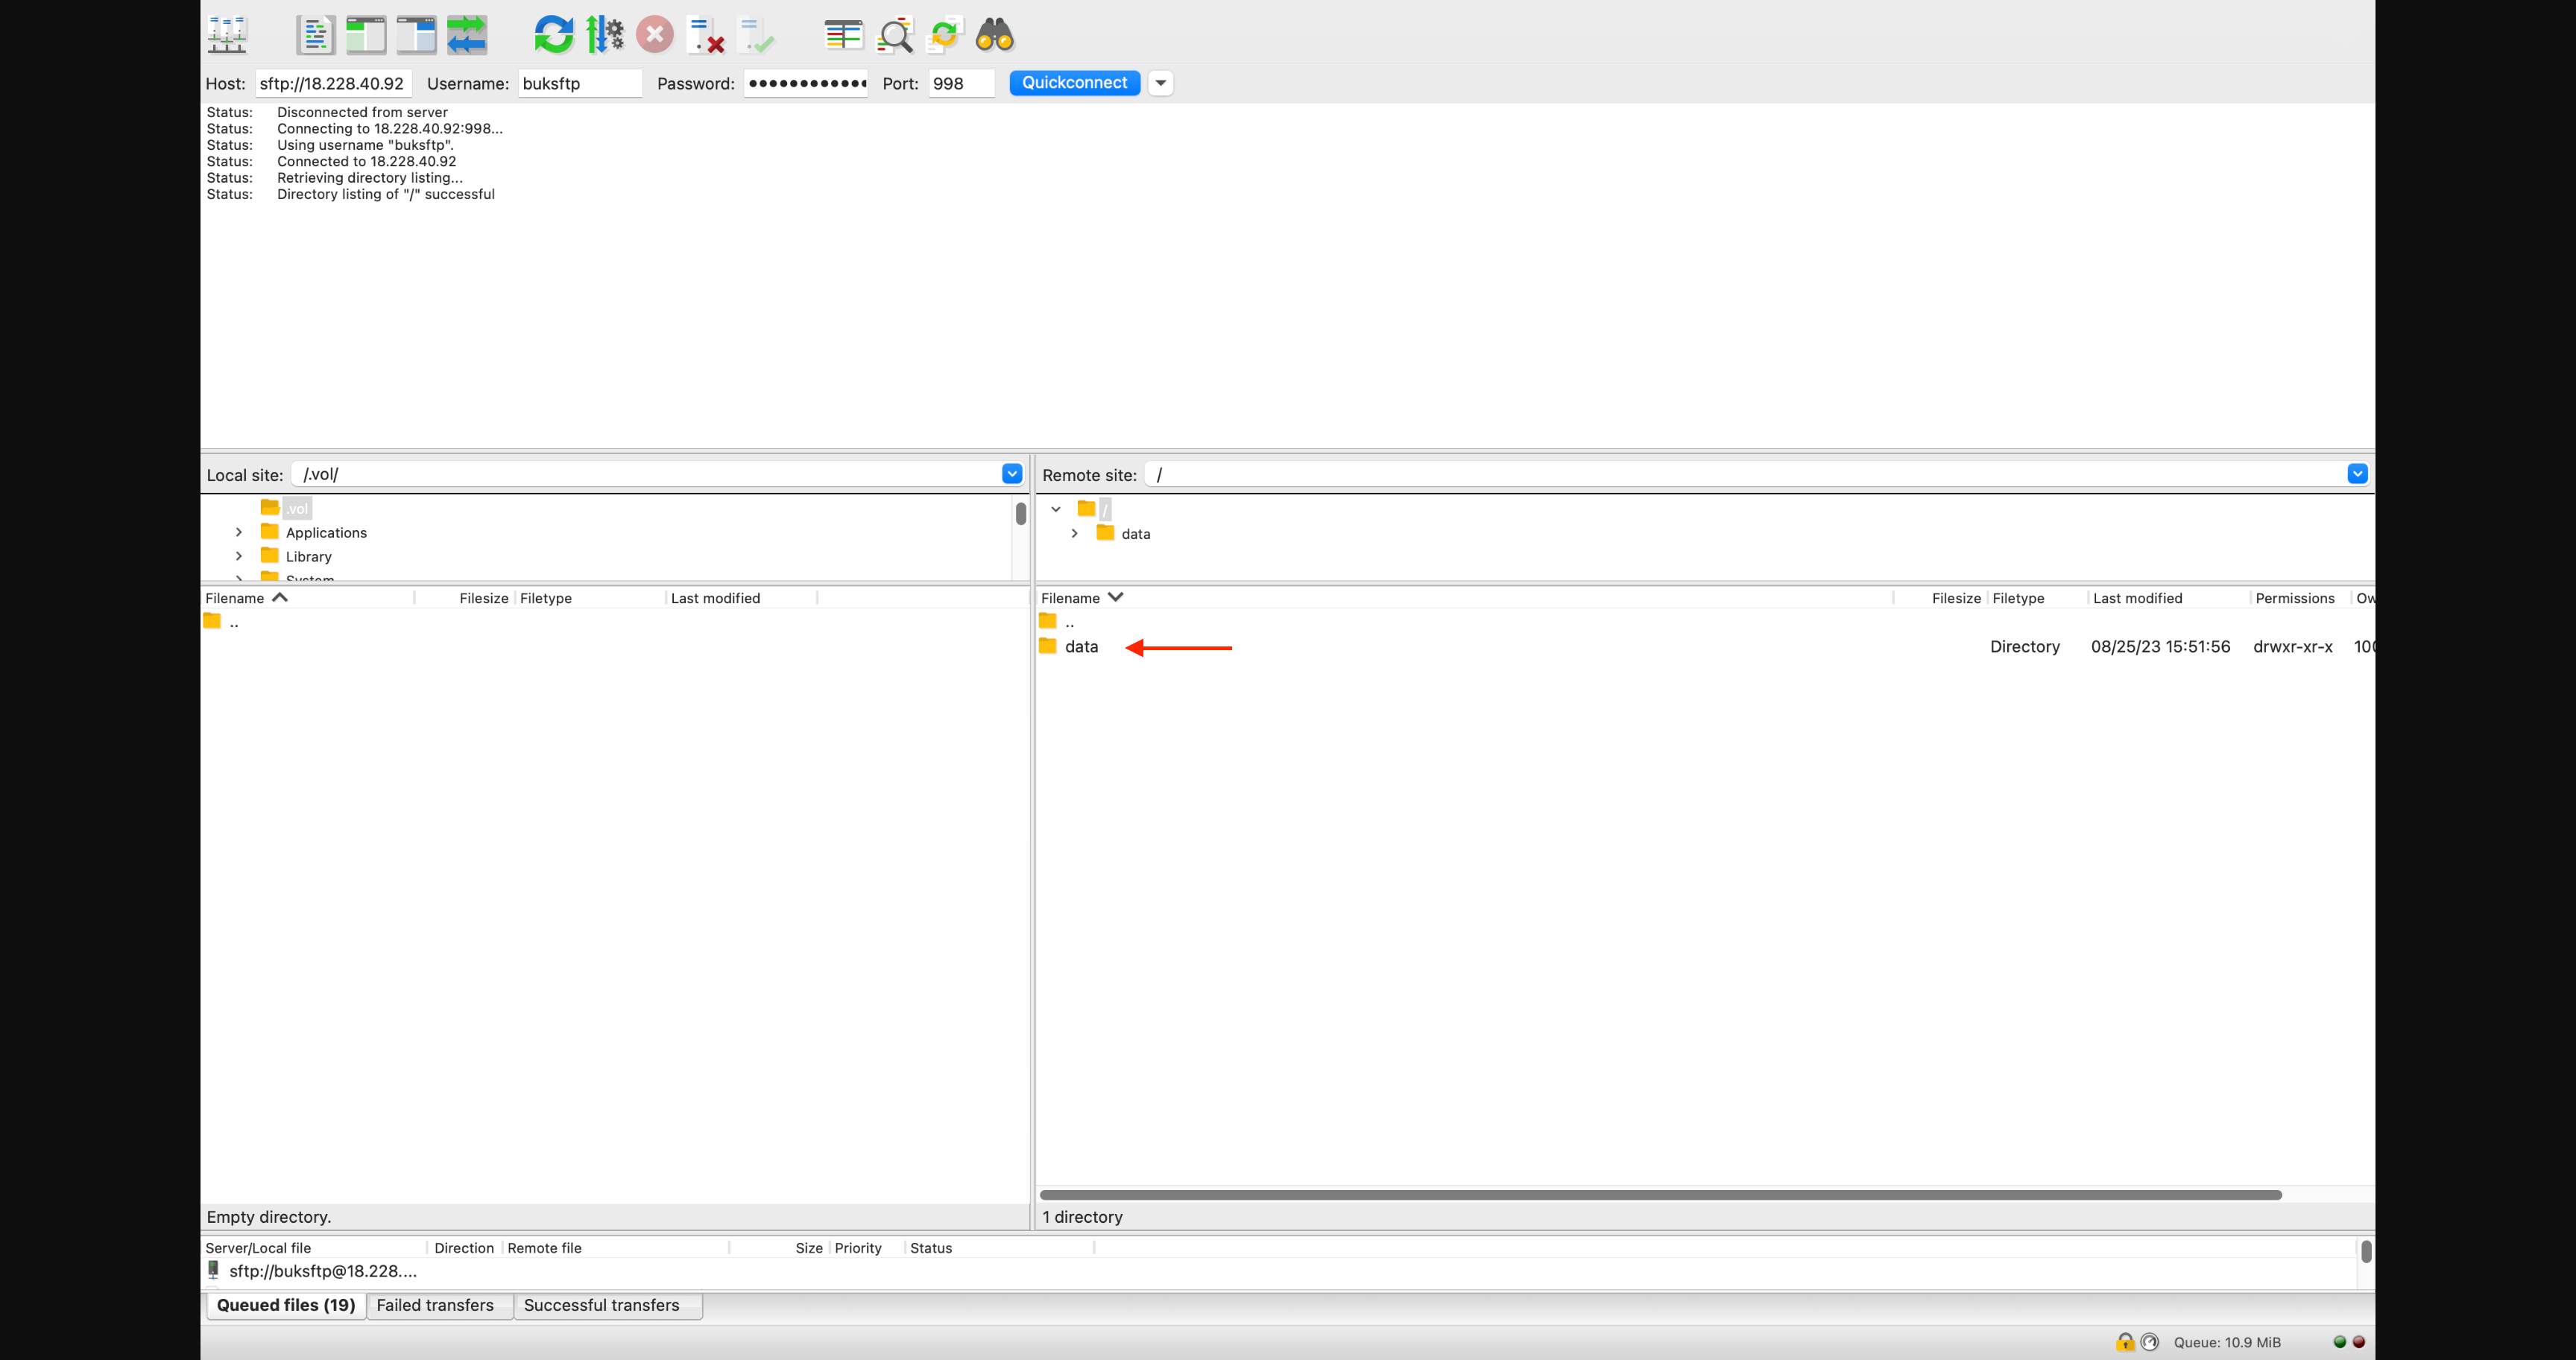 Host: sftp://18.228.40.92 Username: buksftp Password: •••••••••••• Port: 998 Quickconnect
Status: Disconnected from server
Status: Connecting to 18.228.40.92:998...
Status: Using username "buksftp".
Status: Connected to 18.228.40.92
Status: Retrieving directory listing...
Status: Directory listing of "/" successful
Local site: /.vol/
.vol
Applications
Library
System
Filename Filesize Filetype Last modified
..
Empty directory.
Remote site: /
/
data
Filename Filesize Filetype Last modified Permissions
..
data Directory 08/25/23 15:51:56 drwxr-xr-x
1 directory
Server/Local file Direction Remote file Size Priority Status
sftp://buksftp@18.228....
Queued files (19) Failed transfers Successful transfers
Queue: 10.9 MiB